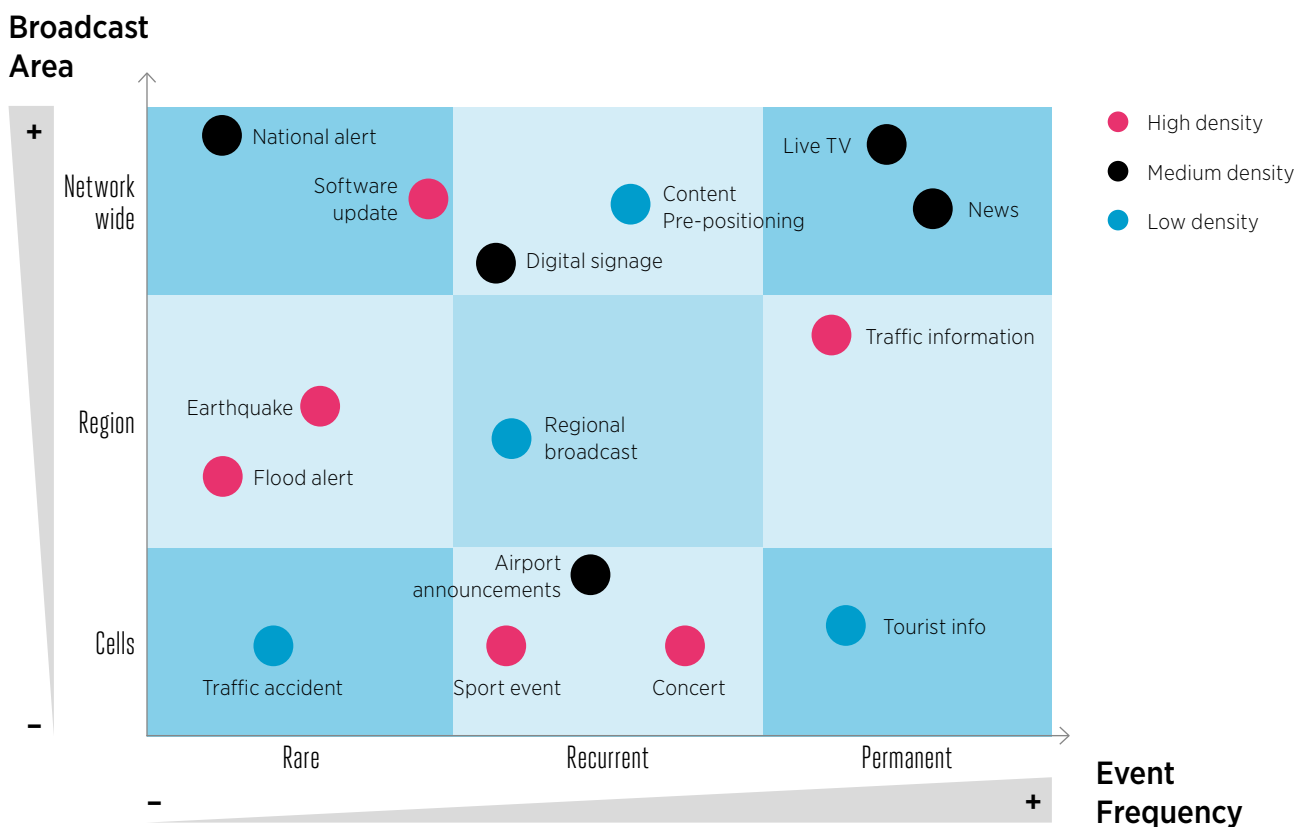 Broadcast
Area
+
Network
wide
Region
Cells
–
National alert
Software
update
Content
Pre-positioning
Digital signage
Live TV
News
High density
Medium density
Low density
Traffic information
Earthquake
Flood alert
Regional
broadcast
Airport
announcements
Traffic accident
Sport event
Concert
Tourist info
Rare
Recurrent
Permanent
–
+
Event
Frequency